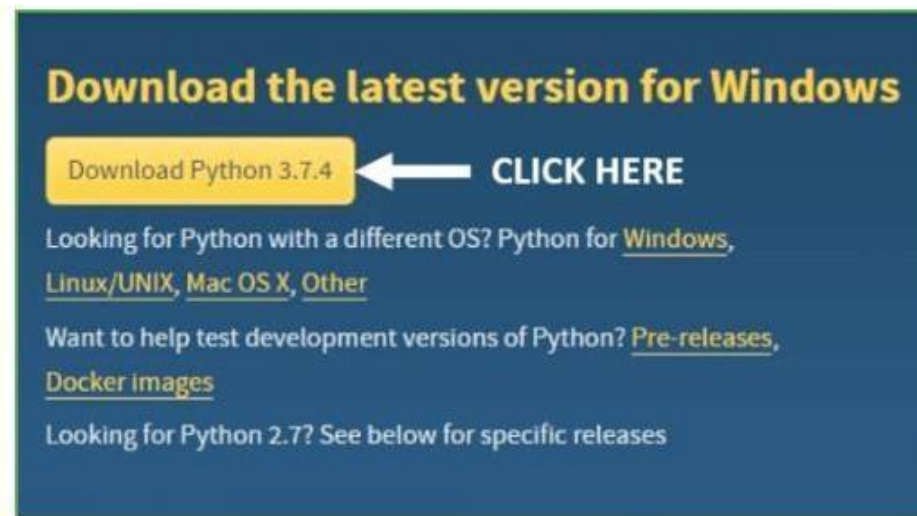 Download the latest version for Windows
Download Python 3.7.4
CLICK HERE
Looking for Python with a different OS? Python for Windows,
Linux/UNIX, Mac OS X, Other
Want to help test development versions of Python? Pre-releases,
Docker images
Looking for Python 2.7? See below for specific releases